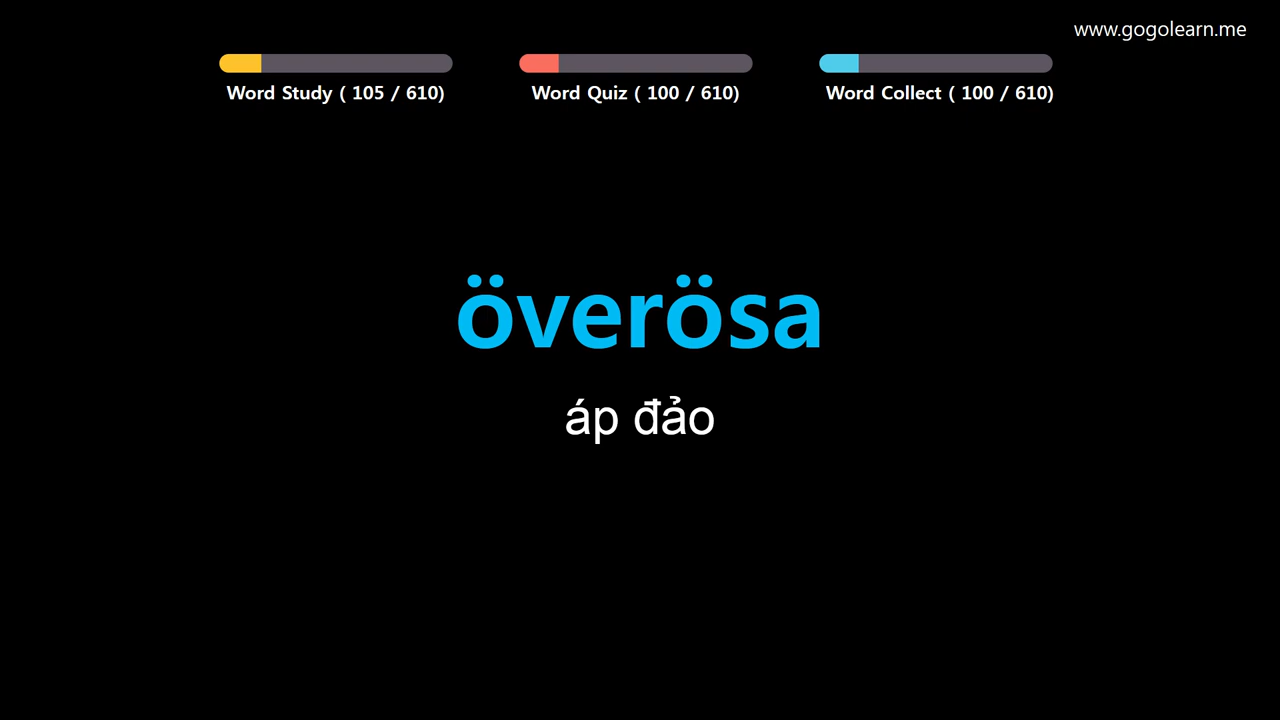 www.gogolearn.me
Word Study ( 105 / 610)
Word Quiz ( 100 / 610)
Word Collect ( 100 / 610)
överösa
áp đảo